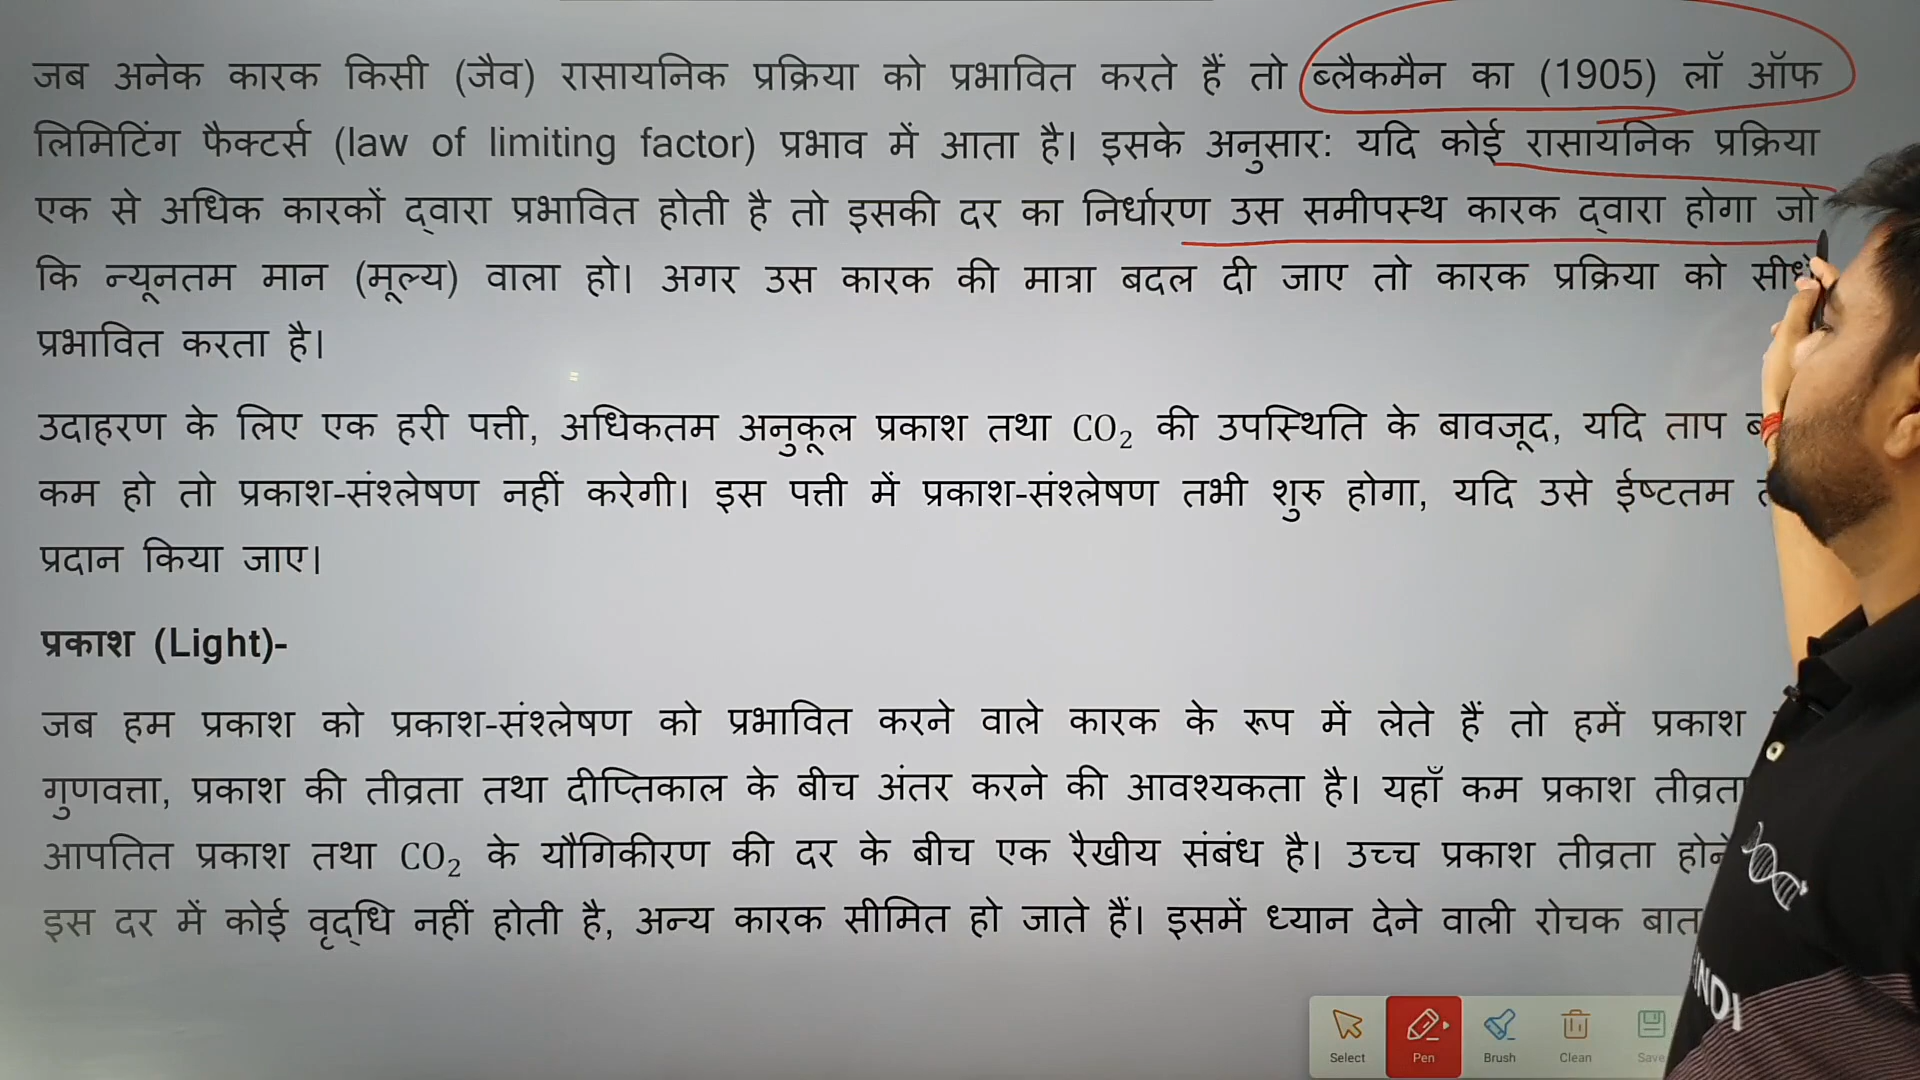 जब अनेक कारक किसी (जैव) रासायनिक प्रक्रिया को प्रभावित करते हैं तो ब्लैकमैन का (1905) लॉ ऑफ
लिमिटिंग फैक्टर्स (law of limiting factor) प्रभाव में आता है। इसके अनुसार: यदि कोई रासायनिक प्रक्रिया
एक से अधिक कारकों द्वारा प्रभावित होती है तो इसकी दर का निर्धारण उस समीपस्थ कारक द्वारा होगा जो
कि न्यूनतम मान (मूल्य) वाला हो। अगर उस कारक की मात्रा बदल दी जाए तो कारक प्रक्रिया को सीधे
प्रभावित करता है।
उदाहरण के लिए एक हरी पत्ती, अधिकतम अनुकूल प्रकाश तथा CO₂ की उपस्थिति के बावजूद, यदि ताप
कम हो तो प्रकाश-संश्लेषण नहीं करेगी। इस पत्ती में प्रकाश-संश्लेषण तभी शुरु होगा, यदि उसे ईष्टतम
प्रदान किया जाए।
प्रकाश (Light)-
जब हम प्रकाश को प्रकाश-संश्लेषण को प्रभावित करने वाले कारक के रूप में लेते हैं तो हमें प्रकाश
गुणवत्ता, प्रकाश की तीव्रता तथा दीप्तिकाल के बीच अंतर करने की आवश्यकता है। यहाँ कम प्रकाश तीव्रता
आपतित प्रकाश तथा CO₂ के यौगिकीरण की दर के बीच एक रैखीय संबंध है। उच्च प्रकाश तीव्रता होने
इस दर में कोई वृद्धि नहीं होती है, अन्य कारक सीमित हो जाते हैं। इसमें ध्यान देने वाली रोचक बात
Select Pen Brush Clean Save